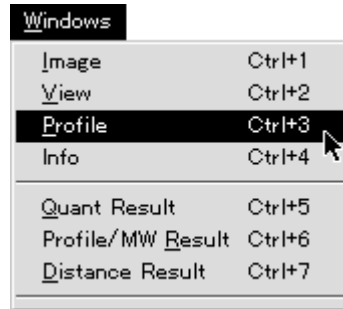 Windows
Image Ctrl+1
View Ctrl+2
Profile Ctrl+3
Info Ctrl+4
Quant Result Ctrl+5
Profile/MW Result Ctrl+6
Distance Result Ctrl+7